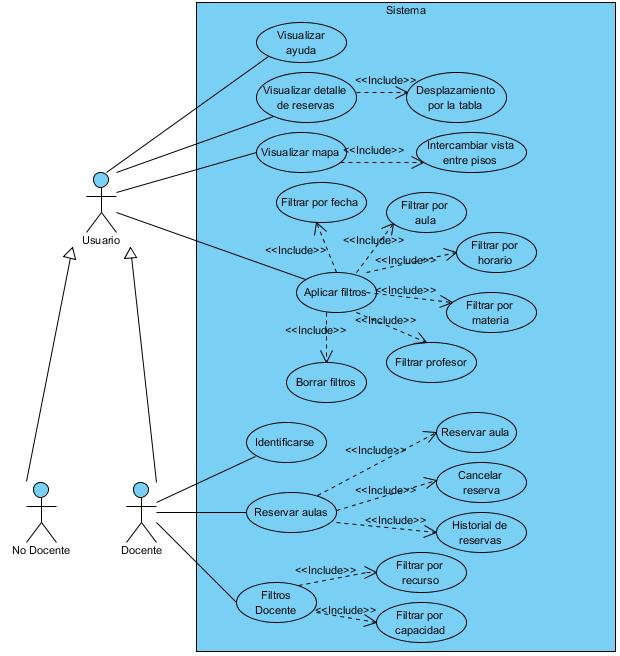 Sistema
Visualizar
ayuda
Visualizar detalle
de reservas
<<Include>>
Desplazamiento
por la tabla
Visualizar mapa
<<Include>>
Intercambiar vista
entre pisos
Usuario
Filtrar por fecha
Filtrar por
aula
<<Include>>
<<Include>>
Filtrar por
horario
<<Include>>
Aplicar filtros
<<Include>>
Filtrar por
materia
<<Include>>
<<Include>>
Filtrar profesor
Borrar filtros
Identificarse
Reservar aula
<<Include>>
Cancelar
reserva
<<Include>>
Reservar aulas
<<Include>>
Historial de
reservas
No Docente
Docente
<<Include>>
Filtrar por
recurso
Filtros
Docente
<<Include>>
Filtrar por
capacidad